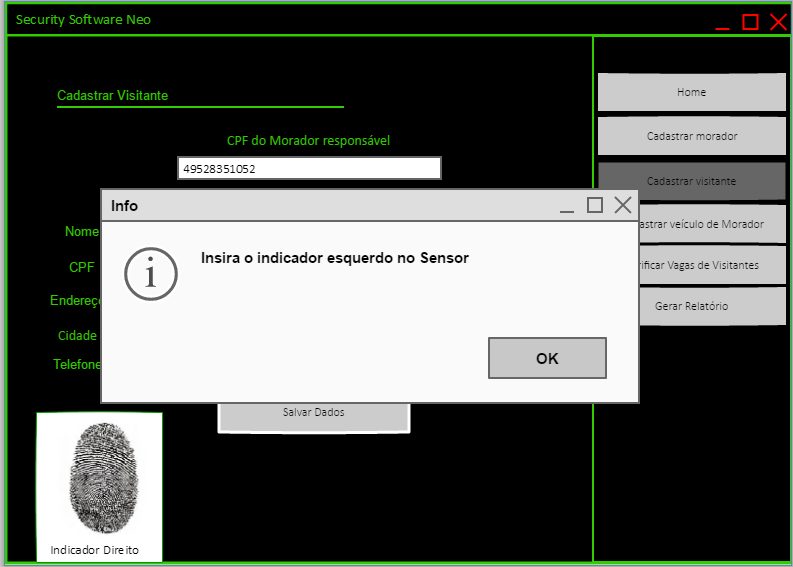 Security Software Neo
Cadastrar Visitante
CPF do Morador responsável
49528351052
Info
Insira o indicador esquerdo no Sensor
OK
Nome
CPF
Endereço
Cidade
Telefone
Salvar Dados
Indicador Direito
Home
Cadastrar morador
Cadastrar visitante
astrar veículo de Morador
ificar Vagas de Visitantes
Gerar Relatório